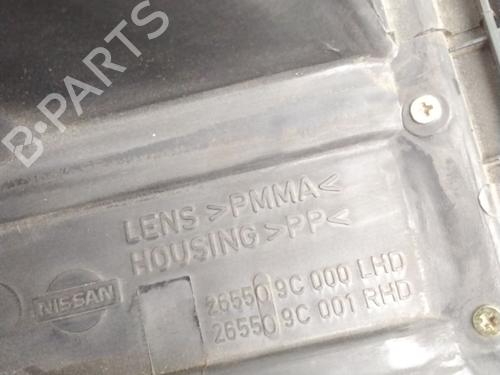 B-PARTS
LENS >PMMA<
HOUSING >PP<
NISSAN
26550 9C 000 LHD
26550 9C 001 RHD